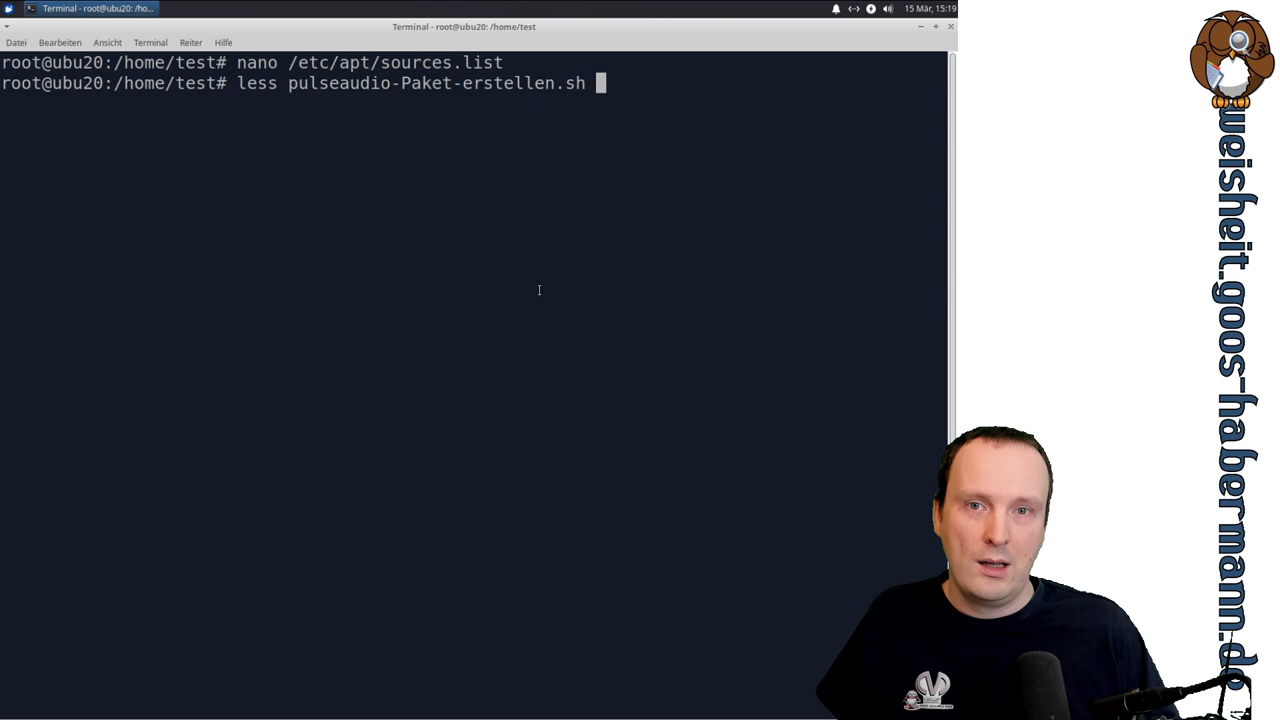 Terminal - root@ubu20: /ho...
15 Mär, 15:19
Terminal - root@ubu20: /home/test
Datei Bearbeiten Ansicht Terminal Reiter Hilfe
root@ubu20:/home/test# nano /etc/apt/sources.list
root@ubu20:/home/test# less pulseaudio-Paket-erstellen.sh
weisheit.goos-habermann.de